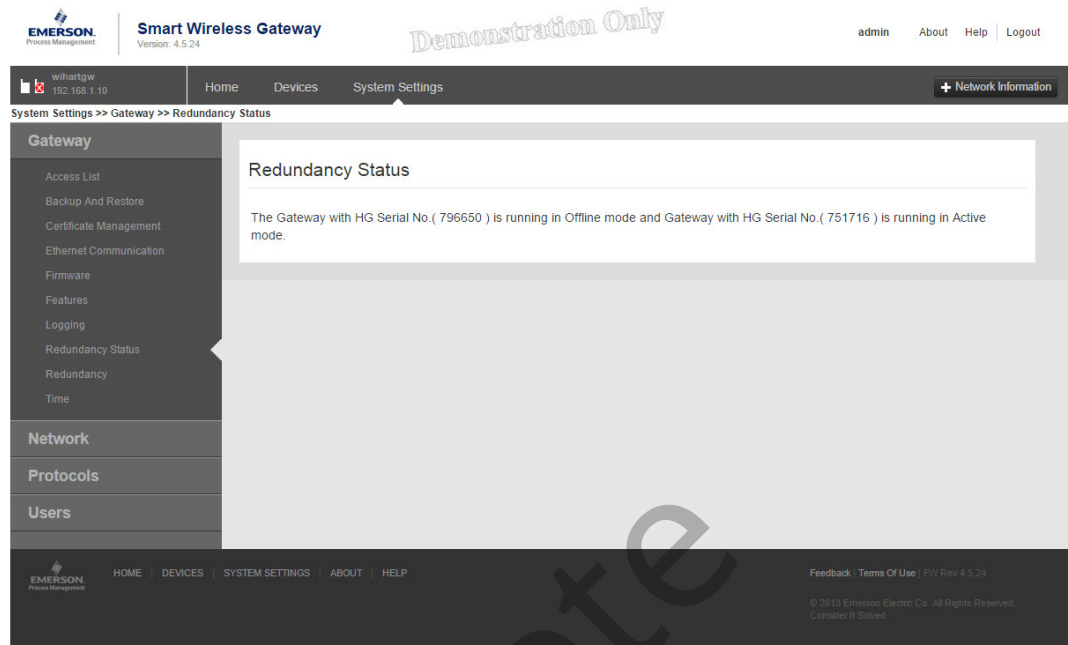 EMERSON.
Process Management
Smart Wireless Gateway
Version: 4.5.24
Demonstration Only
admin About Help Logout
wihartgw
192.168.1.10
Home Devices System Settings
Network Information
System Settings >> Gateway >> Redundancy Status
Gateway
Access List
Backup And Restore
Certificate Management
Ethernet Communication
Firmware
Features
Logging
Redundancy Status
Redundancy
Time
Network
Protocols
Users
Redundancy Status
The Gateway with HG Serial No.( 796650 ) is running in Offline mode and Gateway with HG Serial No.( 751716 ) is running in Active
mode.
EMERSON.
Process Management
HOME | DEVICES | SYSTEM SETTINGS | ABOUT | HELP
Feedback | Terms Of Use | FW Rev 4.5.24
© 2013 Emerson Electric Co. All Rights Reserved.
Consider It Solved.